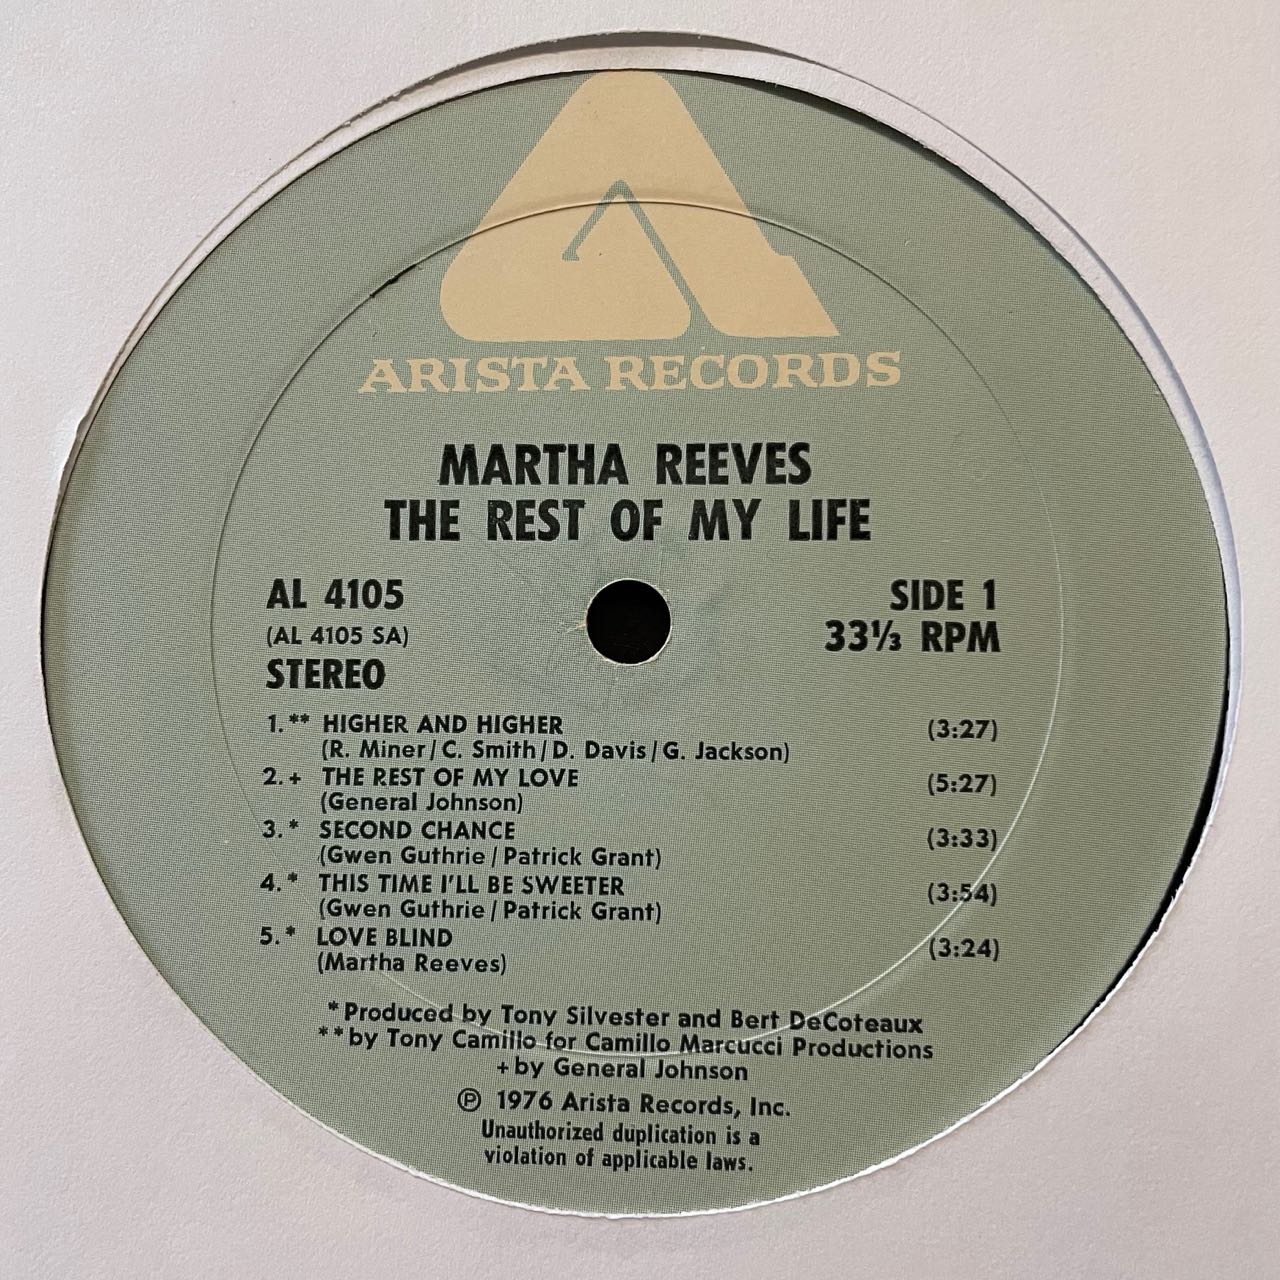 ARISTA RECORDS
MARTHA REEVES
THE REST OF MY LIFE
AL 4105
(AL 4105 SA)
STEREO
SIDE 1
33⅓ RPM
1.** HIGHER AND HIGHER (3:27)
(R. Miner/C. Smith/D. Davis/G. Jackson)
2.+ THE REST OF MY LOVE (5:27)
(General Johnson)
3.* SECOND CHANCE (3:33)
(Gwen Guthrie/Patrick Grant)
4.* THIS TIME I'LL BE SWEETER (3:54)
(Gwen Guthrie/Patrick Grant)
5.* LOVE BLIND (3:24)
(Martha Reeves)
*Produced by Tony Silvester and Bert DeCoteaux
**by Tony Camillo for Camillo Marcucci Productions
+by General Johnson
Ⓟ 1976 Arista Records, Inc.
Unauthorized duplication is a
violation of applicable laws.